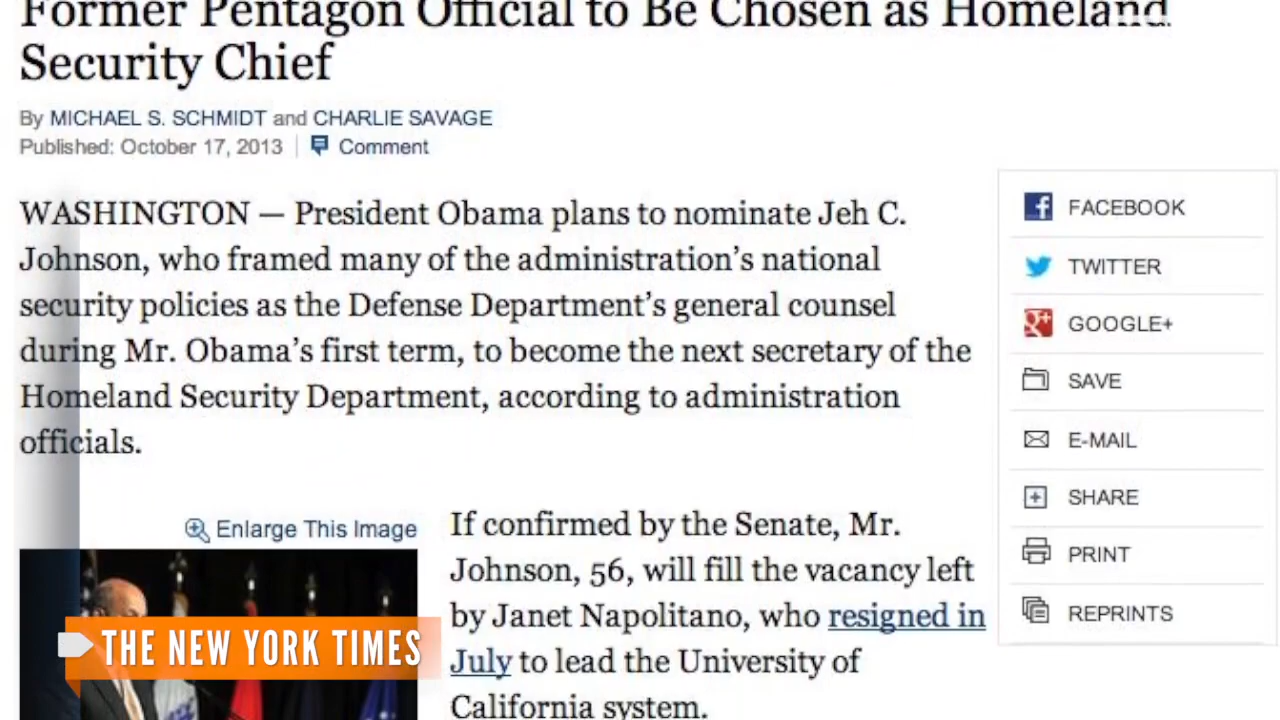 Former Pentagon Official to Be Chosen as Homeland
Security Chief
By MICHAEL S. SCHMIDT and CHARLIE SAVAGE
Published: October 17, 2013 | Comment
WASHINGTON — President Obama plans to nominate Jeh C.
Johnson, who framed many of the administration’s national
security policies as the Defense Department’s general counsel
during Mr. Obama’s first term, to become the next secretary of the
Homeland Security Department, according to administration
officials.
Enlarge This Image
If confirmed by the Senate, Mr.
Johnson, 56, will fill the vacancy left
by Janet Napolitano, who resigned in
July to lead the University of
California system.
FACEBOOK
TWITTER
GOOGLE+
SAVE
E-MAIL
SHARE
PRINT
REPRINTS
THE NEW YORK TIMES